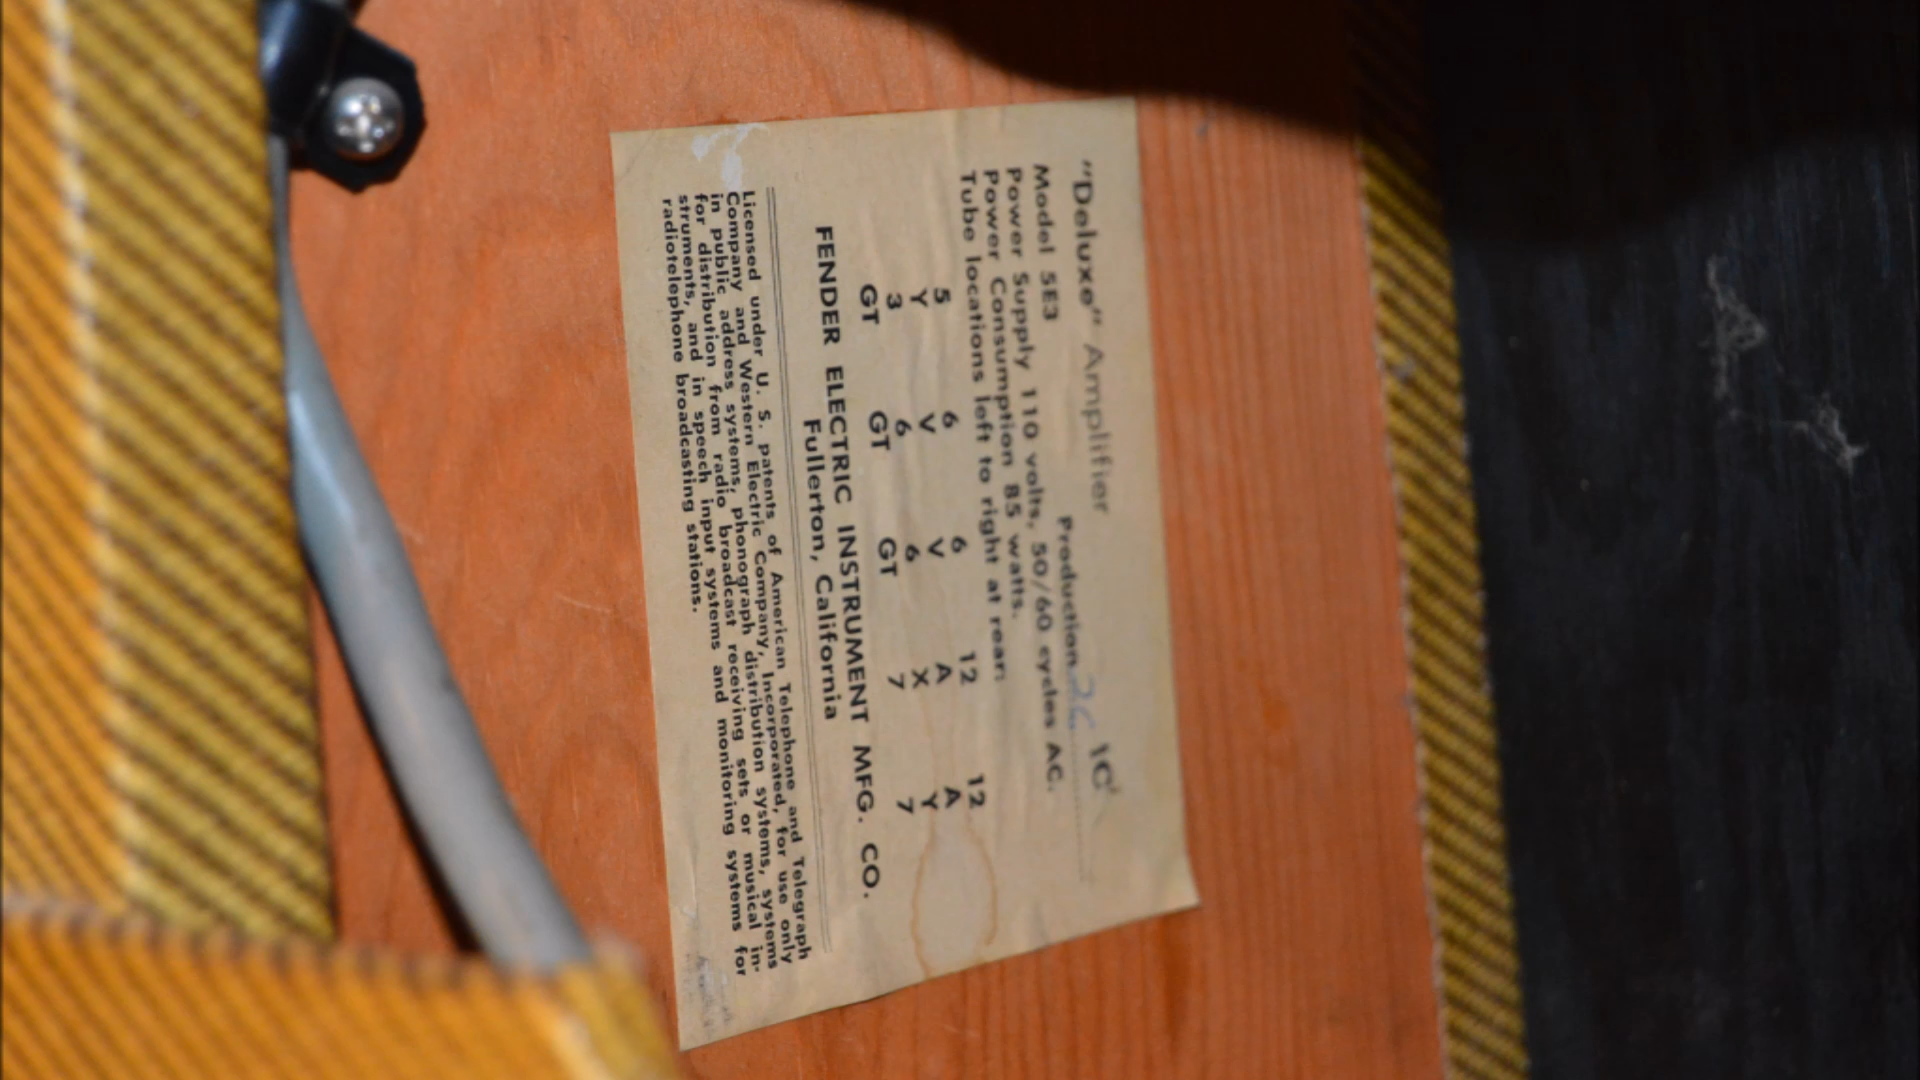 "Deluxe" Amplifier
Model 5E3 Production
Power Supply 110 volts, 50/60 cycles AC.
Power Consumption 85 watts.
Tube locations left to right at rear:
5 6 6 12 12
Y V V A A
3 6 6 X Y
GT GT GT 7 7
FENDER ELECTRIC INSTRUMENT MFG. CO.
Fullerton, California
Licensed under U. S. patents of American Telephone and Telegraph
Company and Western Electric Company, Incorporated, for use only
in public address systems, phonograph distribution systems, systems
for distribution from radio broadcast receiving sets or musical in-
struments, and in speech input systems and monitoring systems for
radiotelephone broadcasting stations.